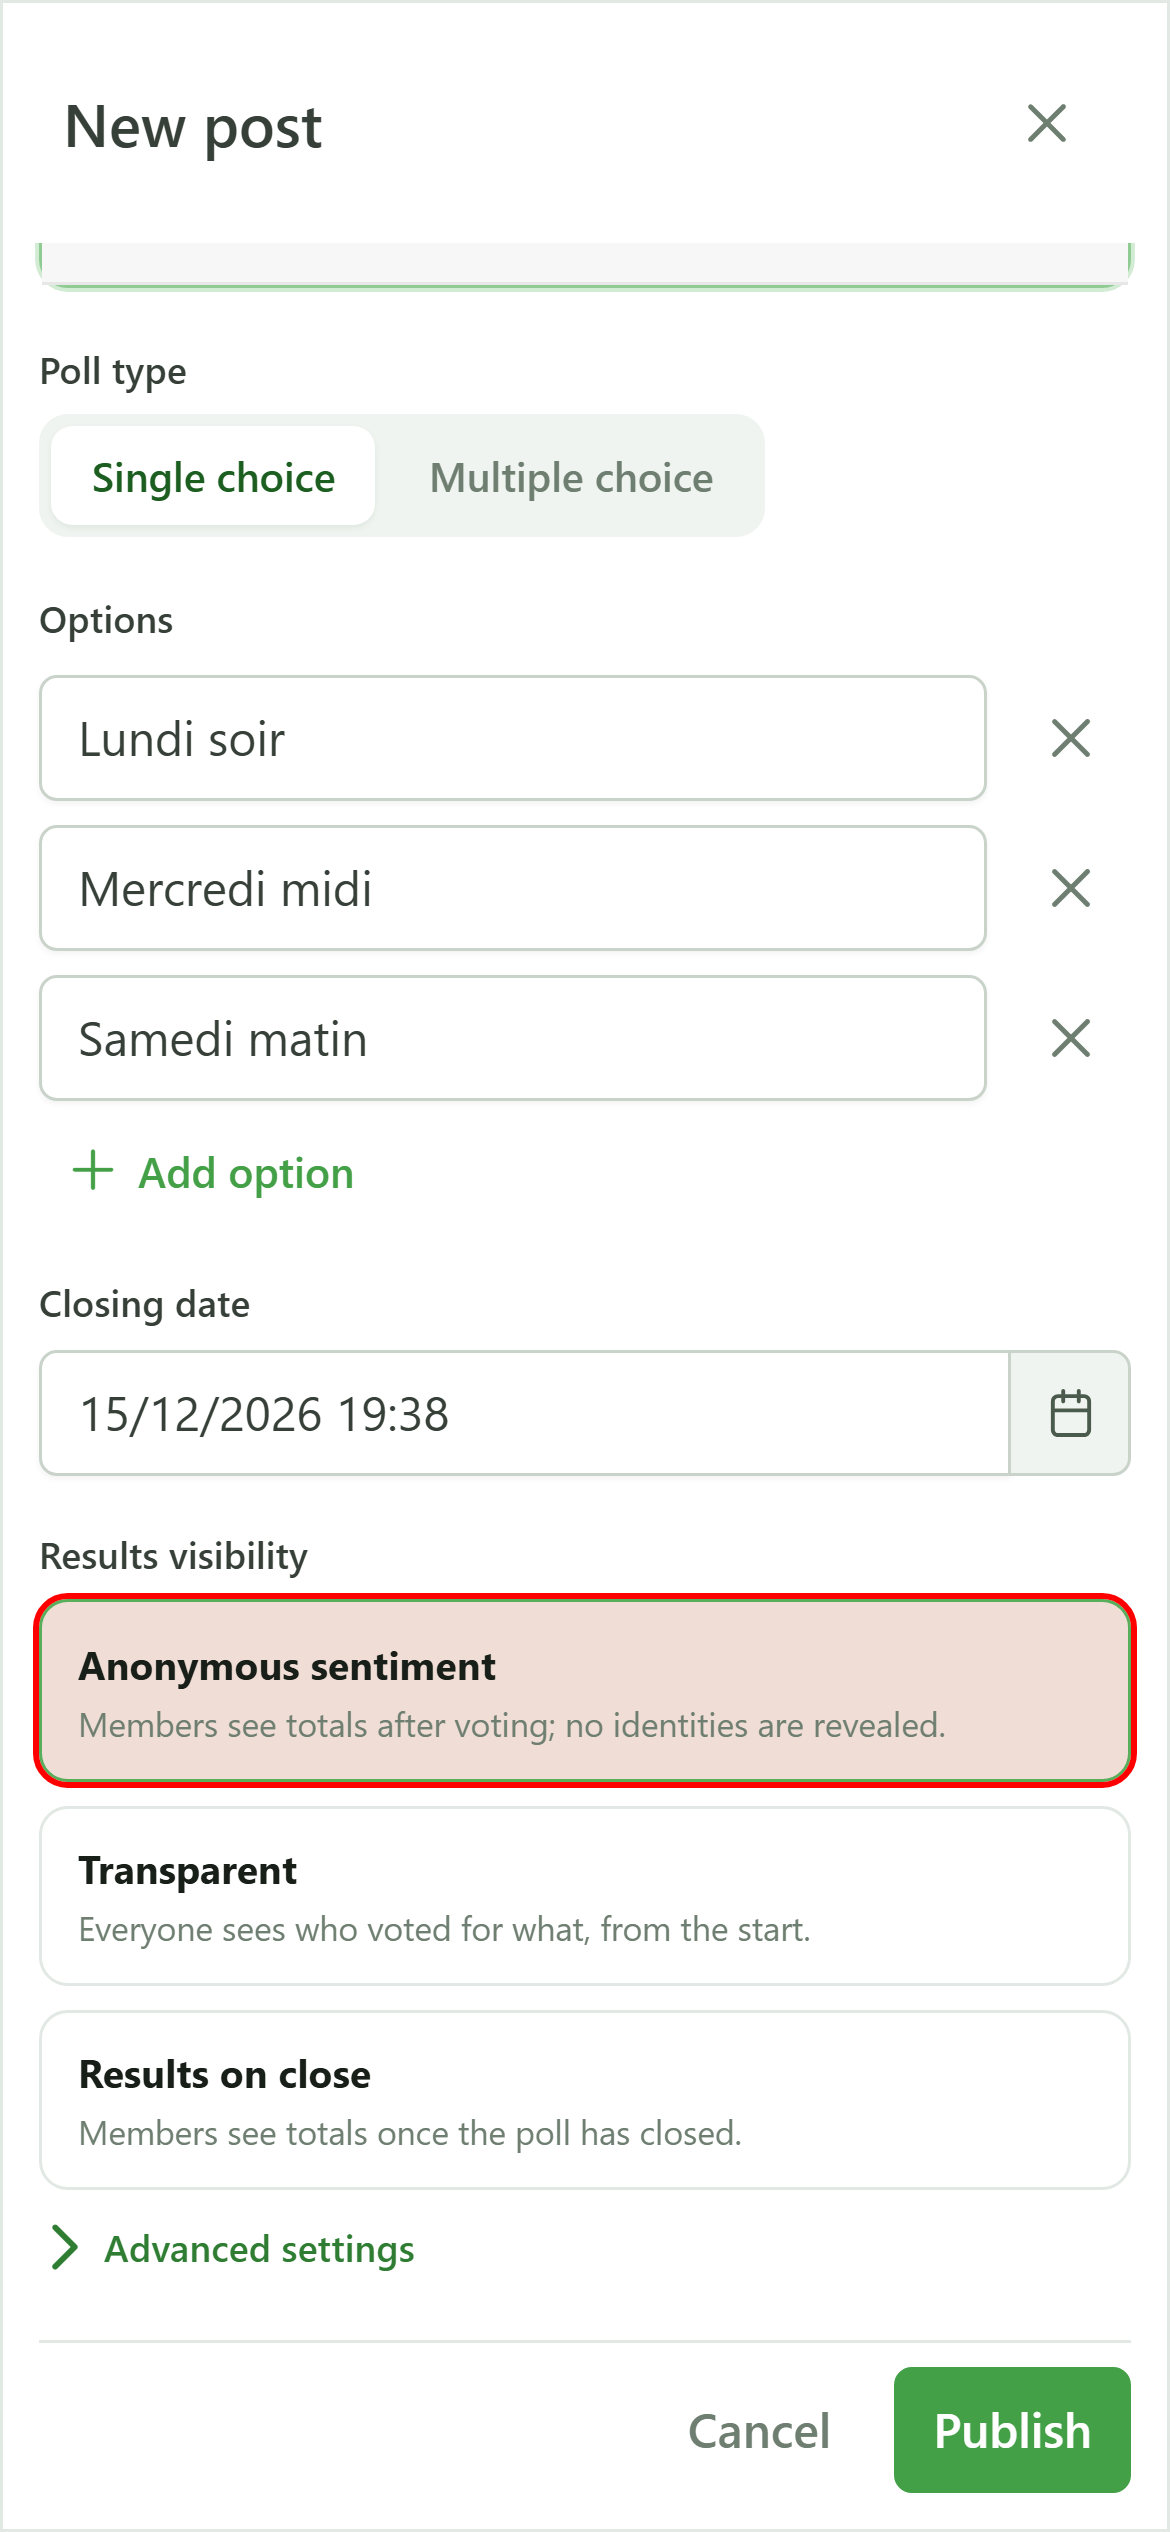 New post
Poll type
Single choice
Multiple choice
Options
Lundi soir
Mercredi midi
Samedi matin
Add option
Closing date
15/12/2026 19:38
Results visibility
Anonymous sentiment
Members see totals after voting; no identities are revealed.
Transparent
Everyone sees who voted for what, from the start.
Results on close
Members see totals once the poll has closed.
Advanced settings
Cancel
Publish